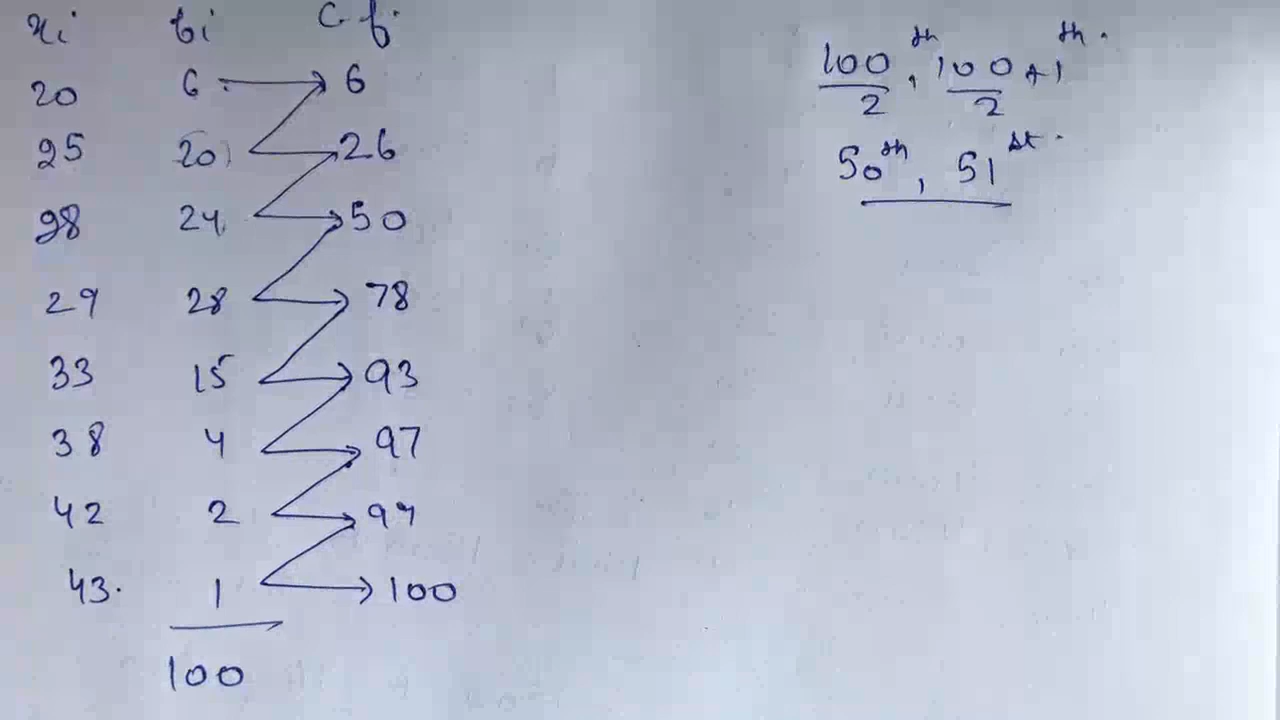 xi fi C.f.
20 6 6
25 20 26
28 24 50
29 28 78
33 15 93
38 4 97
42 2 99
43. 1 100
100
100/2 th, 100/2 +1 th.
50th, 51st.